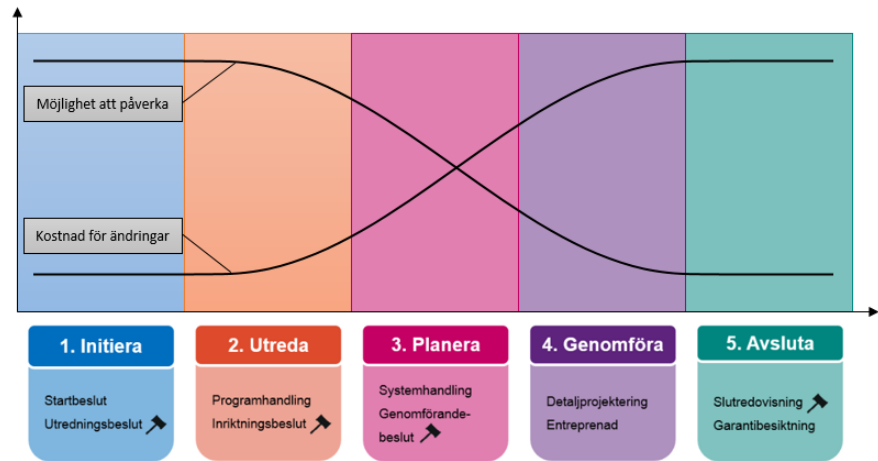 Möjlighet att påverka
Kostnad för ändringar
1. Initiera
Startbeslut
Utredningsbeslut
2. Utreda
Programhandling
Inriktningsbeslut
3. Planera
Systemhandling
Genomförande-
beslut
4. Genomföra
Detaljprojektering
Entreprenad
5. Avsluta
Slutredovisning
Garantibesiktning